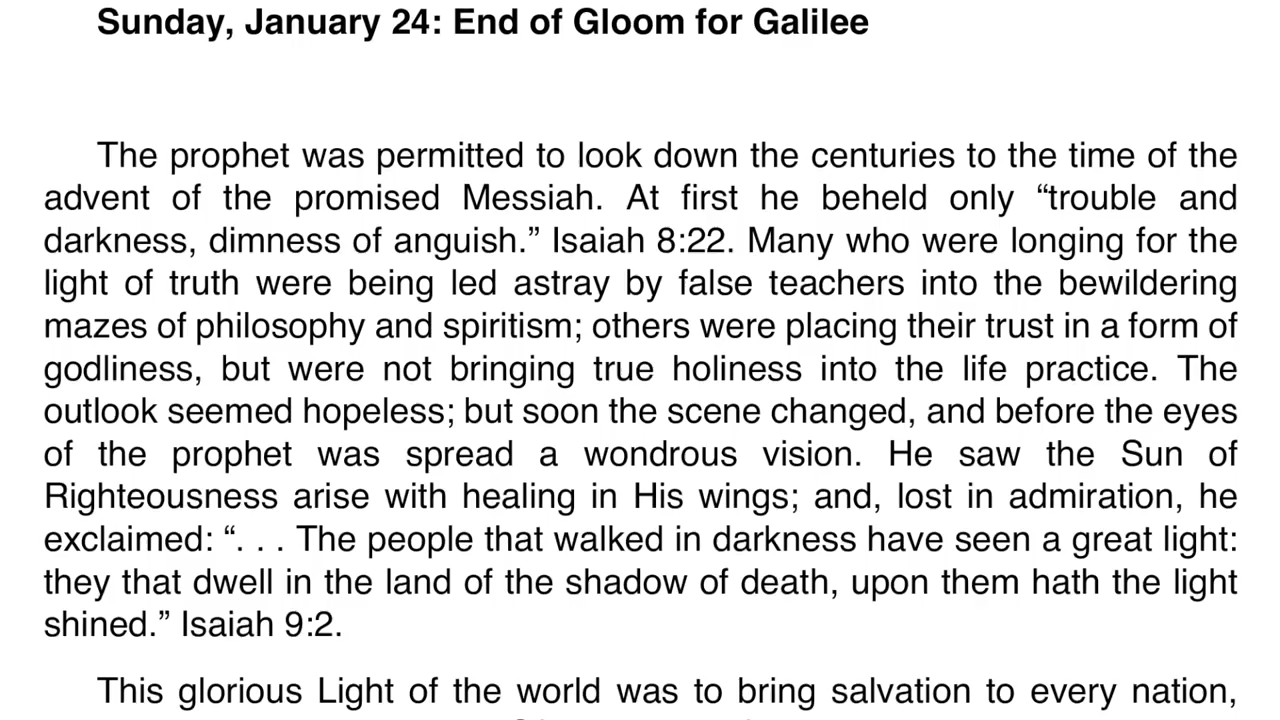 Sunday, January 24: End of Gloom for Galilee
The prophet was permitted to look down the centuries to the time of the
advent of the promised Messiah. At first he beheld only “trouble and
darkness, dimness of anguish.” Isaiah 8:22. Many who were longing for the
light of truth were being led astray by false teachers into the bewildering
mazes of philosophy and spiritism; others were placing their trust in a form of
godliness, but were not bringing true holiness into the life practice. The
outlook seemed hopeless; but soon the scene changed, and before the eyes
of the prophet was spread a wondrous vision. He saw the Sun of
Righteousness arise with healing in His wings; and, lost in admiration, he
exclaimed: “. . . The people that walked in darkness have seen a great light:
they that dwell in the land of the shadow of death, upon them hath the light
shined.” Isaiah 9:2.
This glorious Light of the world was to bring salvation to every nation,